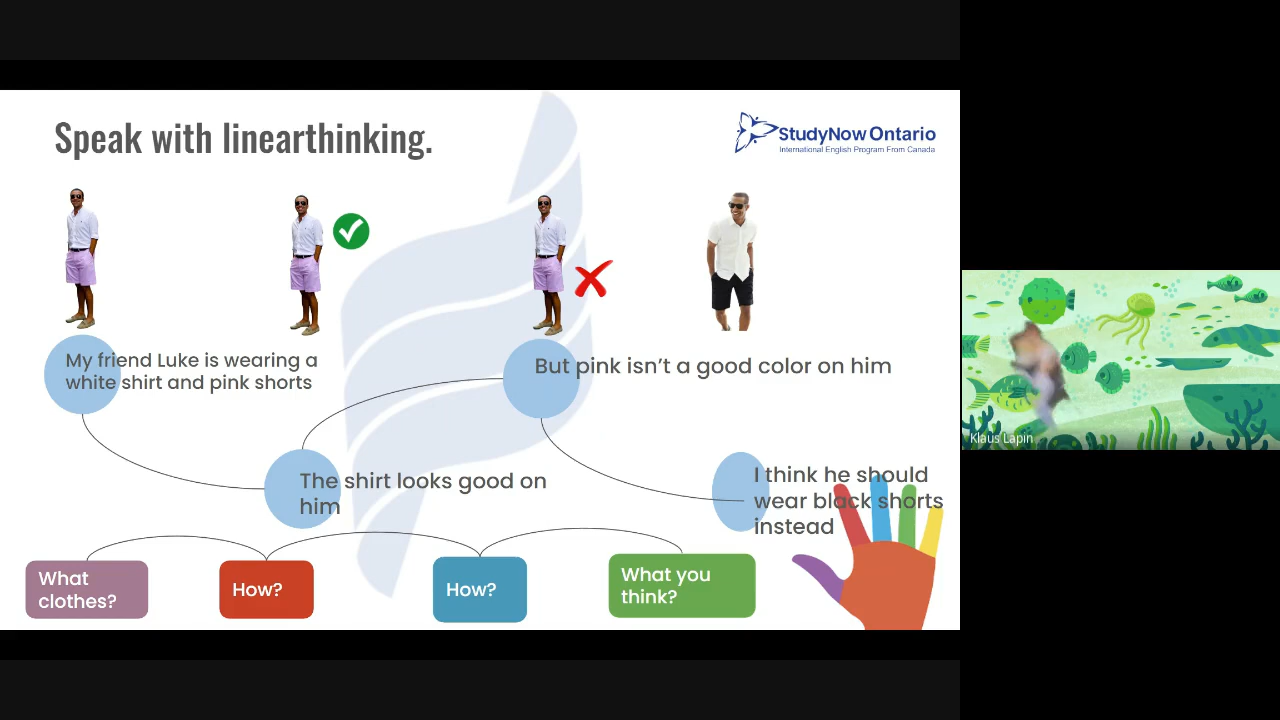 Speak with linearthinking.
StudyNow Ontario
International English Program From Canada
My friend Luke is wearing a
white shirt and pink shorts
But pink isn’t a good color on him
The shirt looks good on
him
I think he should
wear black shorts
instead
What
clothes?
How?
How?
What you
think?
Klaus Lapin